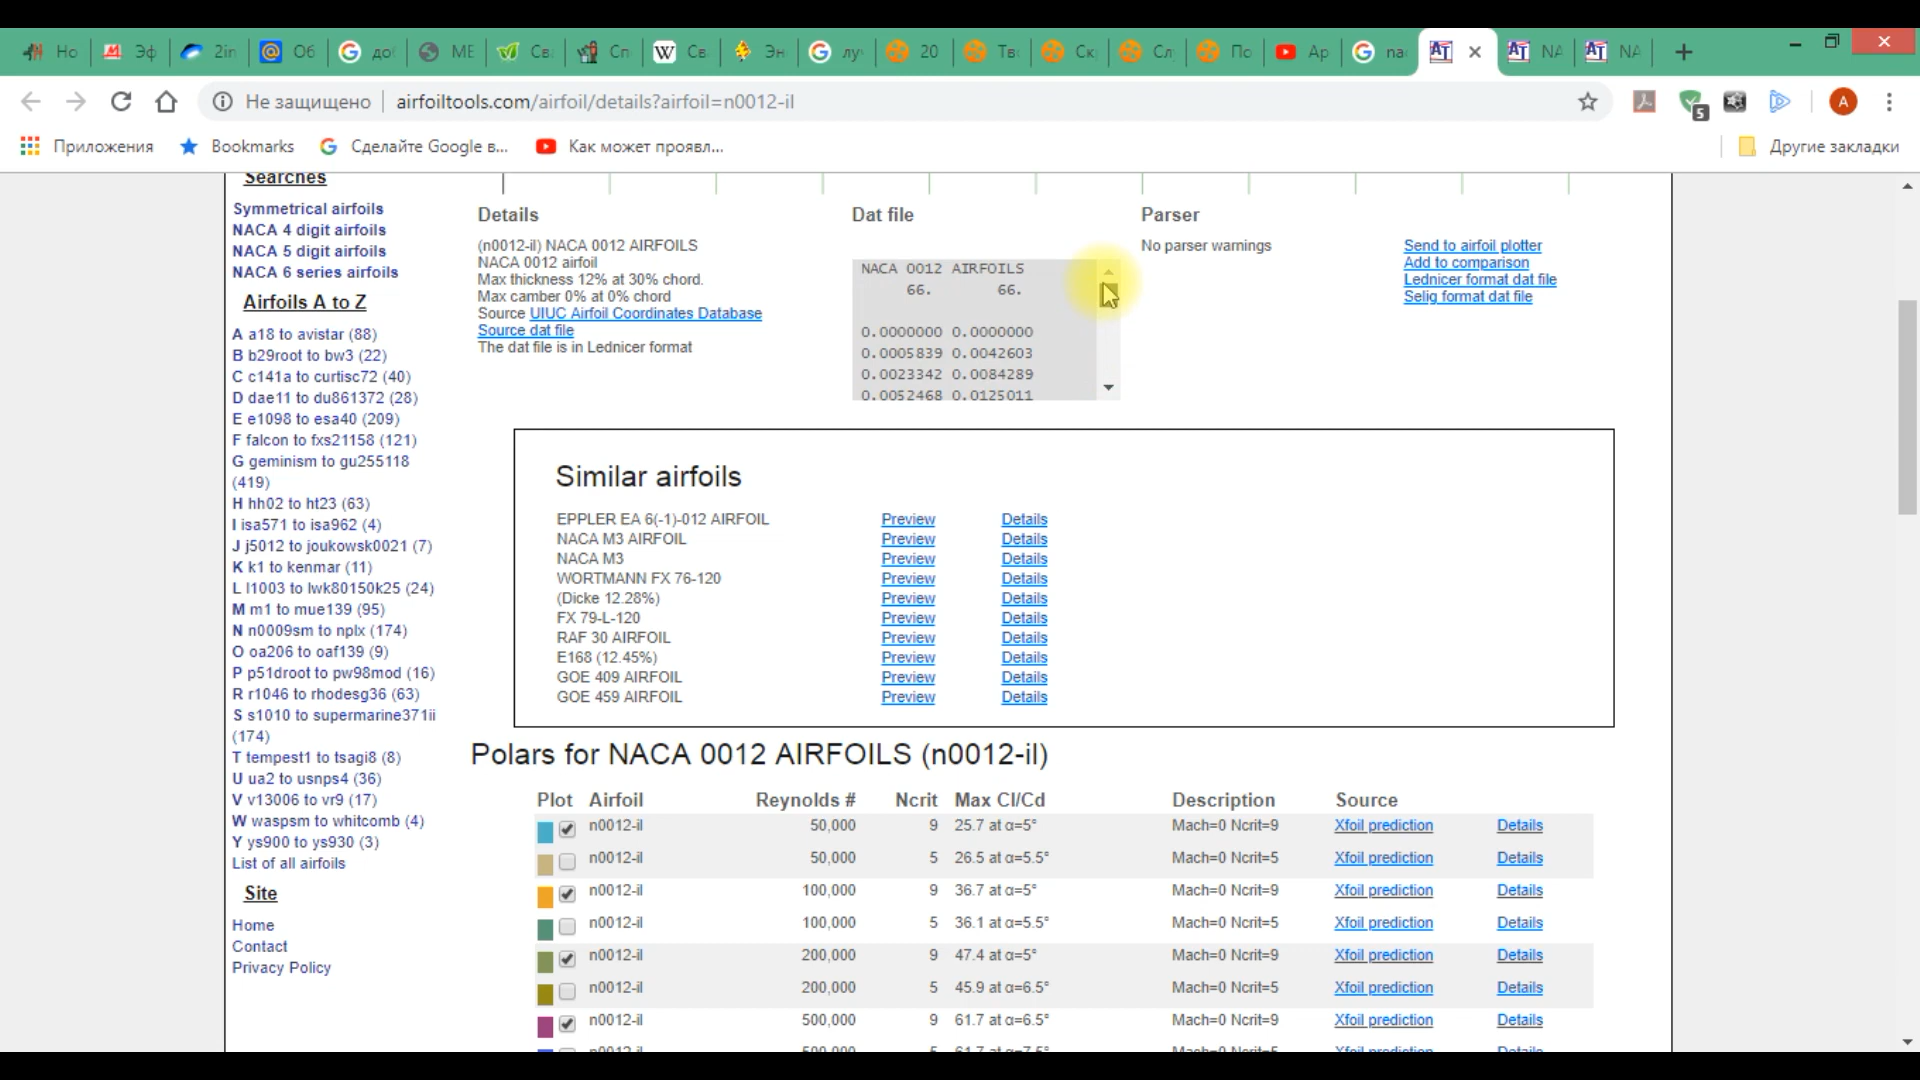 Но
Эф
2in
Об
до
МЕ
Св
Сп
Св
Эн
лу
20
Тв
Ск
Сл
По
Ар
na
NA
NA
Не защищено
airfoiltools.com/airfoil/details?airfoil=n0012-il
5
A
Приложения
Bookmarks
Сделайте Google в...
Как может проявл...
Другие закладки
Searches
Symmetrical airfoils
NACA 4 digit airfoils
NACA 5 digit airfoils
NACA 6 series airfoils
Airfoils A to Z
A a18 to avistar (88)
B b29root to bw3 (22)
C c141a to curtisc72 (40)
D dae11 to du861372 (28)
E e1098 to esa40 (209)
F falcon to fxs21158 (121)
G geminism to gu255118
(419)
H hh02 to ht23 (63)
I isa571 to isa962 (4)
J j5012 to joukowsk0021 (7)
K k1 to kenmar (11)
L l1003 to lwk80150k25 (24)
M m1 to mue139 (95)
N n0009sm to nplx (174)
O oa206 to oaf139 (9)
P p51droot to pw98mod (16)
R r1046 to rhodesg36 (63)
S s1010 to supermarine371ii
(174)
T tempest1 to tsagi8 (8)
U ua2 to usnps4 (36)
V v13006 to vr9 (17)
W waspsm to whitcomb (4)
Y ys900 to ys930 (3)
List of all airfoils
Site
Home
Contact
Privacy Policy
Details
(n0012-il) NACA 0012 AIRFOILS
NACA 0012 airfoil
Max thickness 12% at 30% chord.
Max camber 0% at 0% chord
Source UIUC Airfoil Coordinates Database
Source dat file
The dat file is in Lednicer format
Dat file
NACA 0012 AIRFOILS
66. 66.
0.0000000 0.0000000
0.0005839 0.0042603
0.0023342 0.0084289
0.0052468 0.0125011
Parser
No parser warnings
Send to airfoil plotter
Add to comparison
Lednicer format dat file
Selig format dat file
Similar airfoils
EPPLER EA 6(-1)-012 AIRFOIL Preview Details
NACA M3 AIRFOIL Preview Details
NACA M3 Preview Details
WORTMANN FX 76-120 Preview Details
(Dicke 12.28%) Preview Details
FX 79-L-120 Preview Details
RAF 30 AIRFOIL Preview Details
E168 (12.45%) Preview Details
GOE 409 AIRFOIL Preview Details
GOE 459 AIRFOIL Preview Details
Polars for NACA 0012 AIRFOILS (n0012-il)
Plot Airfoil Reynolds # Ncrit Max Cl/Cd Description Source
n0012-il 50,000 9 25.7 at α=5° Mach=0 Ncrit=9 Xfoil prediction Details
n0012-il 50,000 5 26.5 at α=5.5° Mach=0 Ncrit=5 Xfoil prediction Details
n0012-il 100,000 9 36.7 at α=5° Mach=0 Ncrit=9 Xfoil prediction Details
n0012-il 100,000 5 36.1 at α=5.5° Mach=0 Ncrit=5 Xfoil prediction Details
n0012-il 200,000 9 47.4 at α=5° Mach=0 Ncrit=9 Xfoil prediction Details
n0012-il 200,000 5 45.9 at α=6.5° Mach=0 Ncrit=5 Xfoil prediction Details
n0012-il 500,000 9 61.7 at α=6.5° Mach=0 Ncrit=9 Xfoil prediction Details